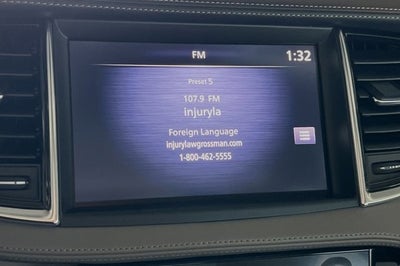 FM
1:32
Preset 5
107.9 FM
injuryla
Foreign Language
injurylawgrossman.com
1-800-462-5555